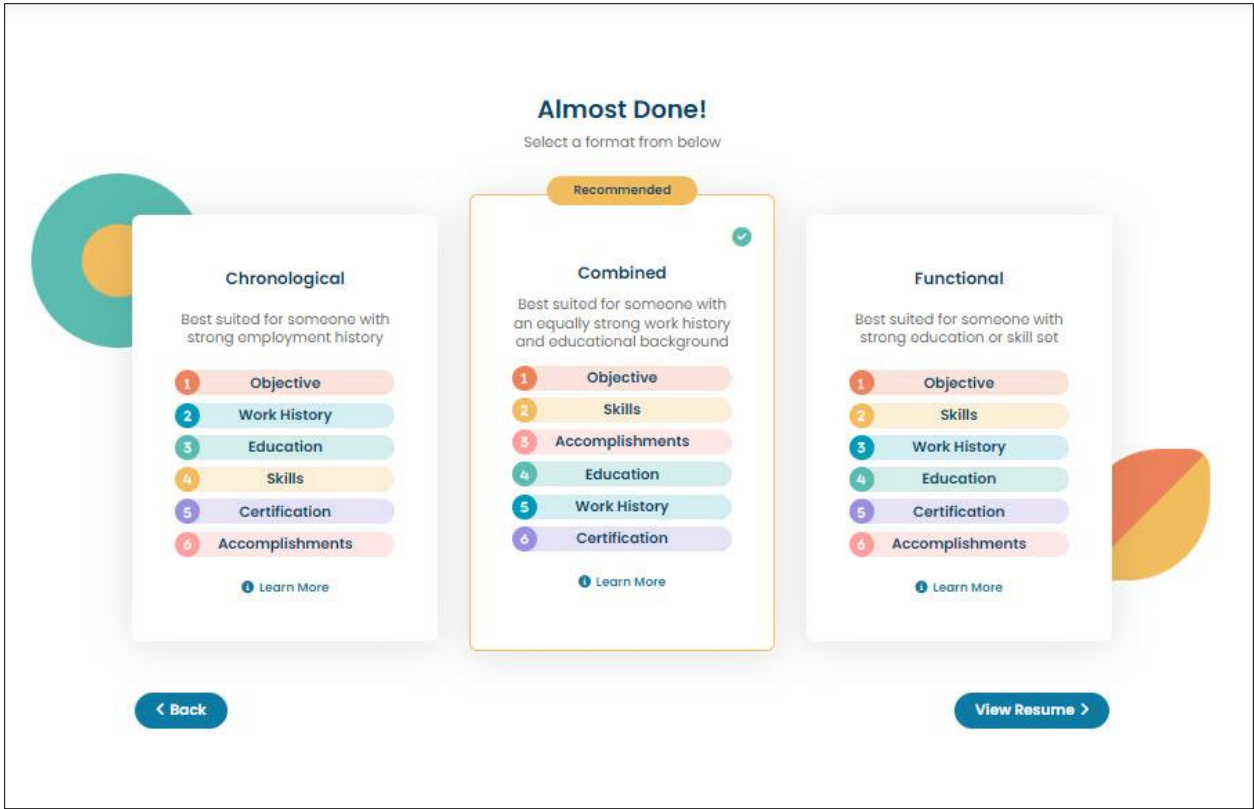 Almost Done!
Select a format from below
Recommended
Chronological
Best suited for someone with
strong employment history
1 Objective
2 Work History
3 Education
4 Skills
5 Certification
6 Accomplishments
Learn More
Combined
Best suited for someone with
an equally strong work history
and educational background
1 Objective
2 Skills
3 Accomplishments
4 Education
5 Work History
6 Certification
Learn More
Functional
Best suited for someone with
strong education or skill set
1 Objective
2 Skills
3 Work History
4 Education
5 Certification
6 Accomplishments
Learn More
Back
View Resume